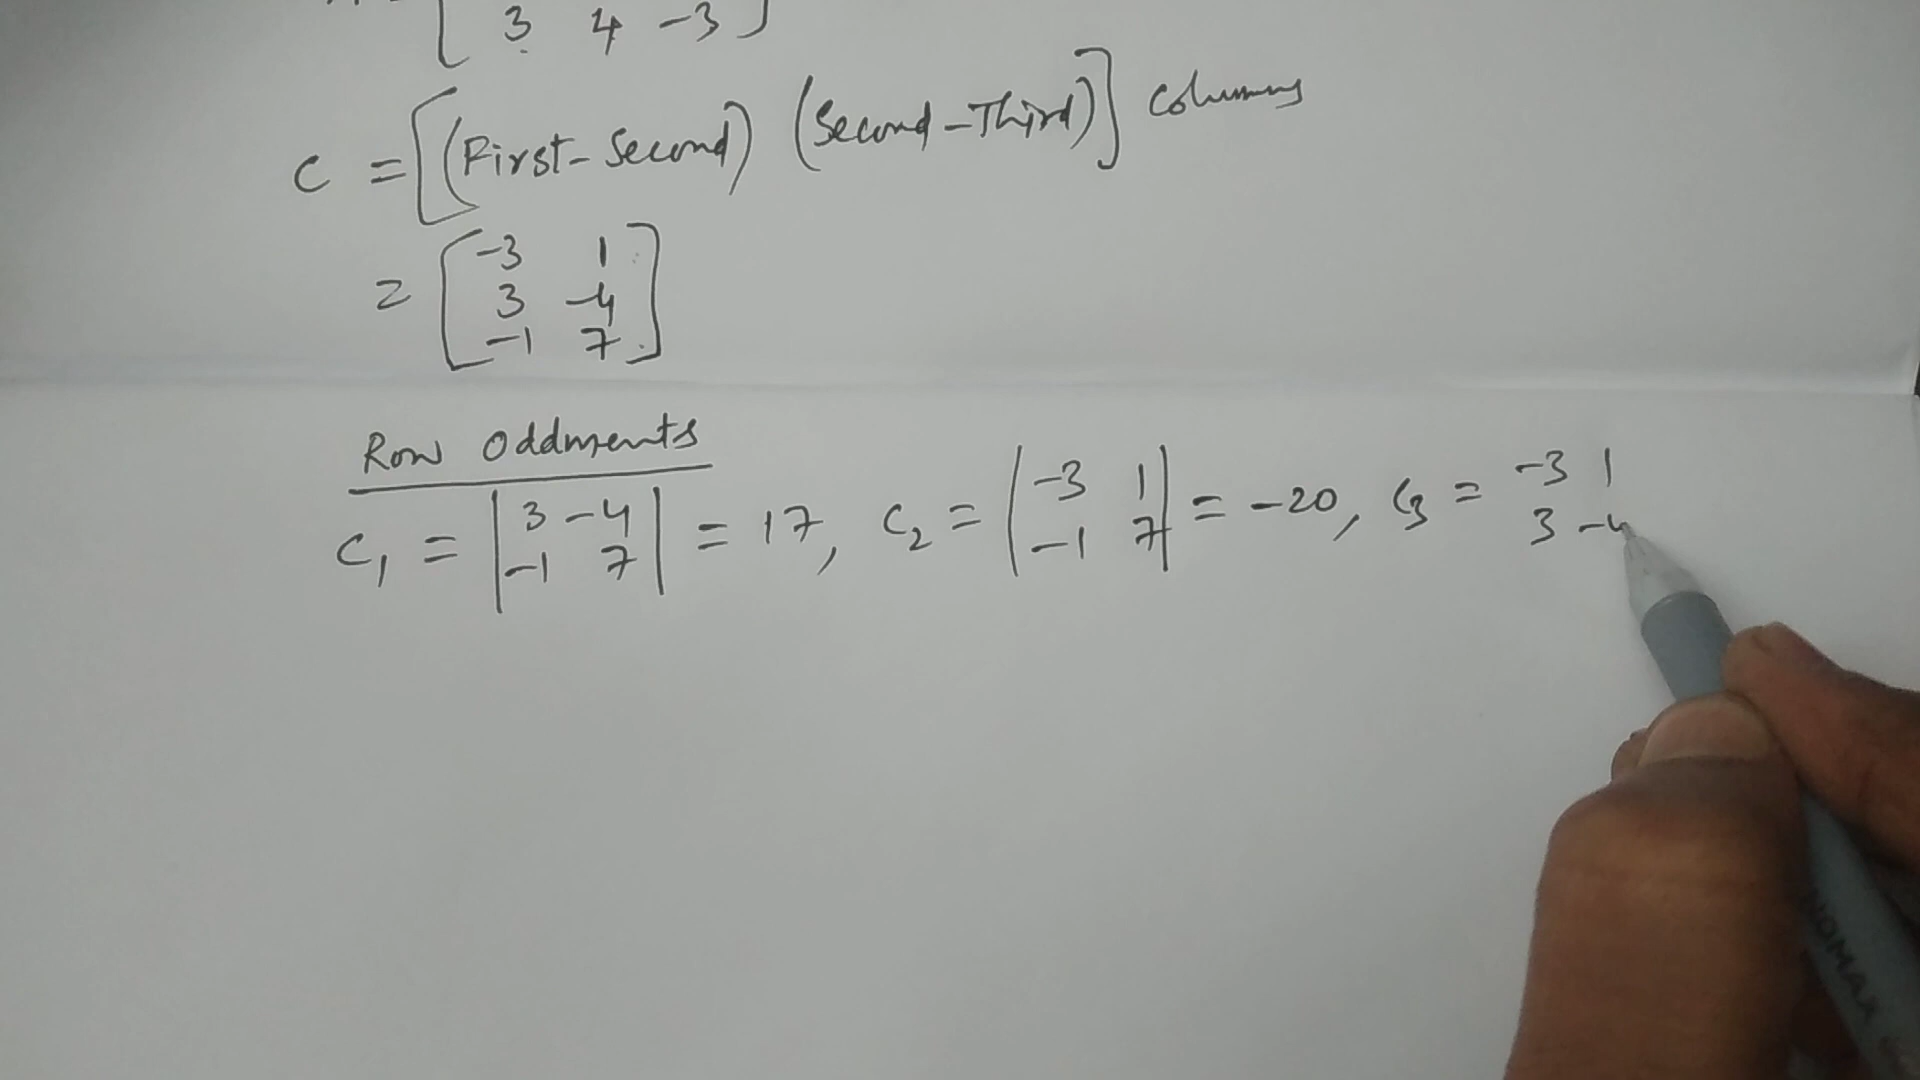 3 4 -3
C = [(First-Second) (Second-Third)] columns
= [-3 1
3 -4
-1 7]
Row Oddments
C1 = |3 -4| = 17, C2 = |-3 1| = -20, C3 = -3 1
|-1 7| |-1 7| 3 -4